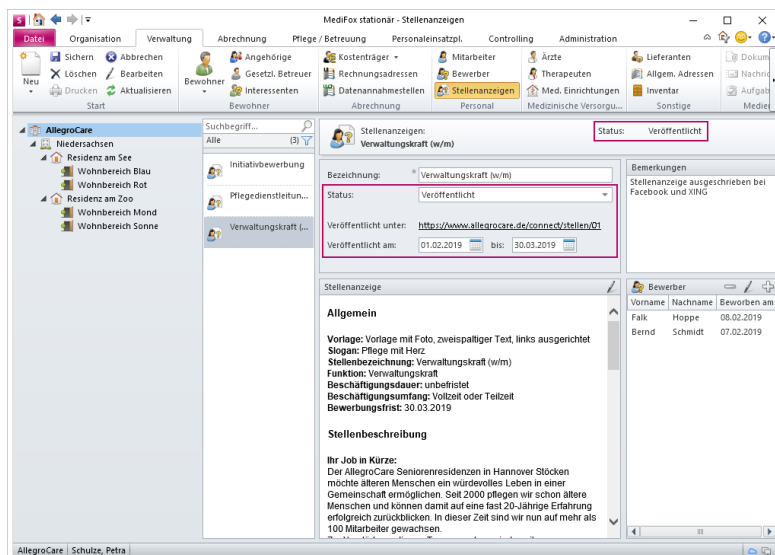 MediFox stationär - Stellenanzeigen
Datei Organisation Verwaltung Abrechnung Pflege / Betreuung Personaleinsatzpl. Controlling Administration
Neu
Sichern Abbrechen
Löschen Bearbeiten
Drucken Aktualisieren
Start
Bewohner
Angehörige
Gesetzl. Betreuer
Interessenten
Bewohner
Kostenträger
Rechnungsadressen
Datenannahmestellen
Abrechnung
Mitarbeiter
Bewerber
Stellenanzeigen
Personal
Ärzte
Therapeuten
Med. Einrichtungen
Medizinische Versorgu...
Lieferanten
Allgem. Adressen
Inventar
Sonstige
Dokum
Nachric
Aufgab
Medien
AllegroCare
Niedersachsen
Residenz am See
Wohnbereich Blau
Wohnbereich Rot
Residenz am Zoo
Wohnbereich Mond
Wohnbereich Sonne
Suchbegriff...
Alle (3)
Initiativbewerbung
Pflegedienstleitun...
Verwaltungskraft (...
Stellenanzeigen:
Verwaltungskraft (w/m)
Status: Veröffentlicht
Bezeichnung: * Verwaltungskraft (w/m)
Status: Veröffentlicht
Veröffentlicht unter: https://www.allegrocare.de/connect/stellen/01
Veröffentlicht am: 01.02.2019 bis: 30.03.2019
Bemerkungen
Stellenanzeige ausgeschrieben bei
Facebook und XING
Stellenanzeige
Allgemein
Vorlage: Vorlage mit Foto, zweispaltiger Text, links ausgerichtet
Slogan: Pflege mit Herz
Stellenbezeichnung: Verwaltungskraft (w/m)
Funktion: Verwaltungskraft
Beschäftigungsdauer: unbefristet
Beschäftigungsumfang: Vollzeit oder Teilzeit
Bewerbungsfrist: 30.03.2019
Stellenbeschreibung
Ihr Job in Kürze:
Der AllegroCare Seniorenresidenzen in Hannover Stöcken
möchte älteren Menschen ein würdevolles Leben in einer
Gemeinschaft ermöglichen. Seit 2000 pflegen wir schon ältere
Menschen und können damit auf eine fast 20-Jährige Erfahrung
erfolgreich zurückblicken. In dieser Zeit sind wir nun auf mehr als
100 Mitarbeiter gewachsen.
Bewerber
Vorname Nachname Beworben am
Falk Hoppe 08.02.2019
Bernd Schmidt 07.02.2019
AllegroCare Schulze, Petra